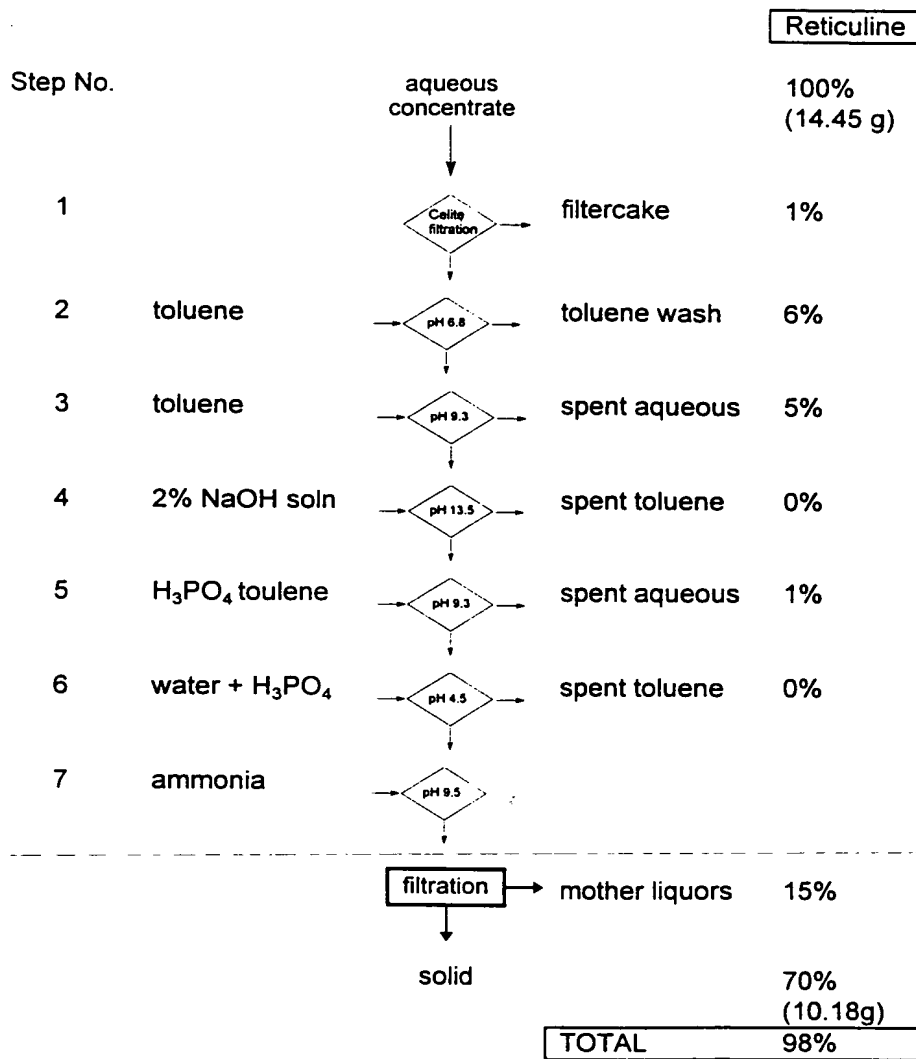 Reticuline
Step No.
aqueous
concentrate
100%
(14.45 g)
1
Celite
filtration
filtercake
1%
2
toluene
pH 6.8
toluene wash
6%
3
toluene
pH 9.3
spent aqueous
5%
4
2% NaOH soln
pH 13.5
spent toluene
0%
5
H₃PO₄ toulene
pH 9.3
spent aqueous
1%
6
water + H₃PO₄
pH 4.5
spent toluene
0%
7
ammonia
pH 9.5
filtration
mother liquors
15%
solid
70%
(10.18g)
TOTAL
98%